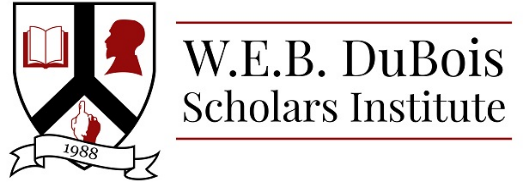 W.E.B. DuBois
Scholars Institute
1988